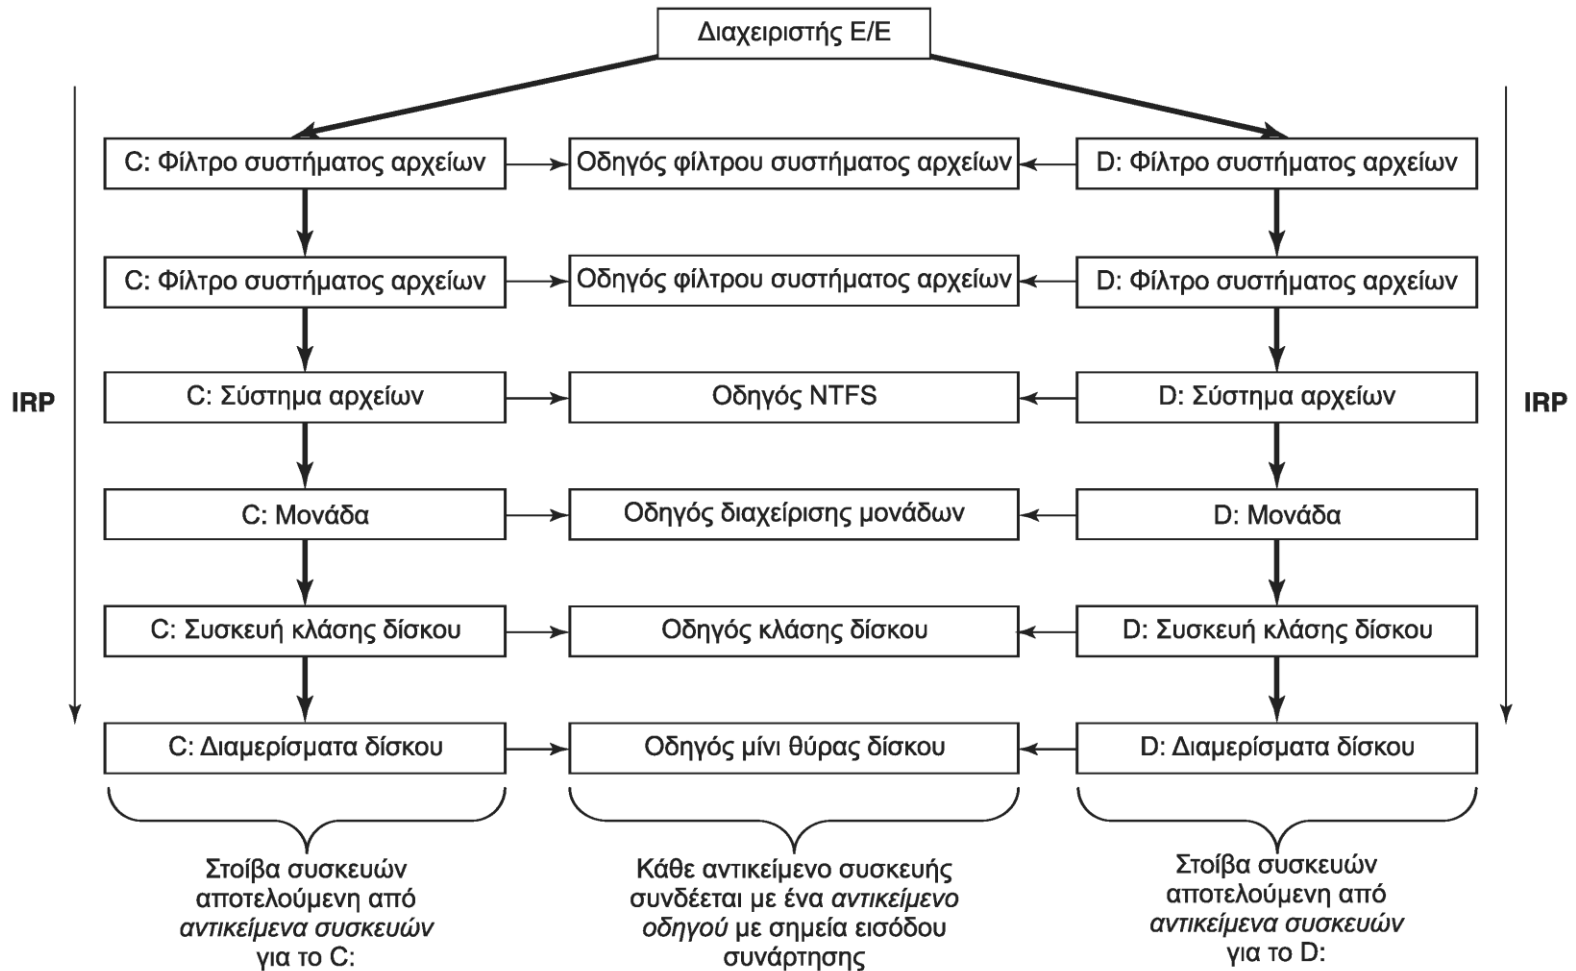 Διαχειριστής Ε/Ε
C: Φίλτρο συστήματος αρχείων
Οδηγός φίλτρου συστήματος αρχείων
D: Φίλτρο συστήματος αρχείων
C: Φίλτρο συστήματος αρχείων
Οδηγός φίλτρου συστήματος αρχείων
D: Φίλτρο συστήματος αρχείων
IRP
C: Σύστημα αρχείων
Οδηγός NTFS
D: Σύστημα αρχείων
IRP
C: Μονάδα
Οδηγός διαχείρισης μονάδων
D: Μονάδα
C: Συσκευή κλάσης δίσκου
Οδηγός κλάσης δίσκου
D: Συσκευή κλάσης δίσκου
C: Διαμερίσματα δίσκου
Οδηγός μίνι θύρας δίσκου
D: Διαμερίσματα δίσκου
Στοίβα συσκευών
αποτελούμενη από
αντικείμενα συσκευών
για το C:
Κάθε αντικείμενο συσκευής
συνδέεται με ένα αντικείμενο
οδηγού με σημεία εισόδου
συνάρτησης
Στοίβα συσκευών
αποτελούμενη από
αντικείμενα συσκευών
για το D: